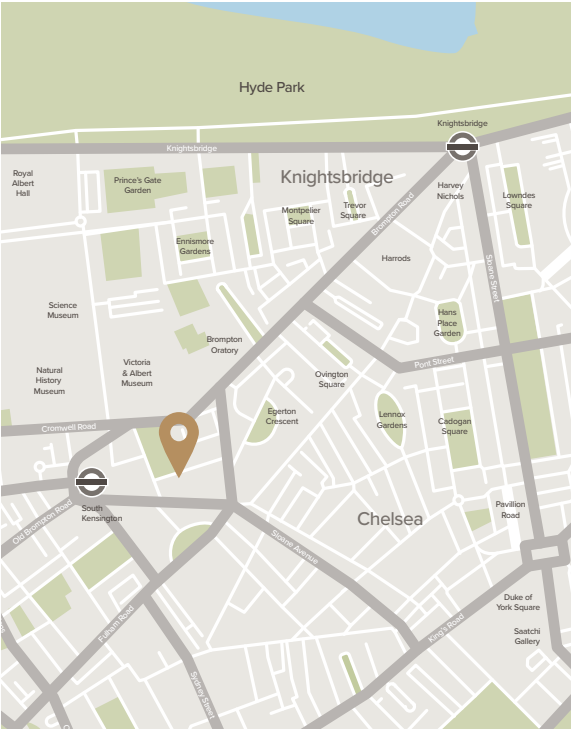 Hyde Park
Knightsbridge
Knightsbridge
Royal
Albert
Hall
Prince's Gate
Garden
Knightsbridge
Harvey
Nichols
Lowndes
Square
Montpelier
Square
Trevor
Square
Brompton Road
Ennismore
Gardens
Harrods
Sloane Street
Science
Museum
Hans
Place
Garden
Brompton
Oratory
Pont Street
Natural
History
Museum
Victoria
& Albert
Museum
Ovington
Square
Egerton
Crescent
Lennox
Gardens
Cadogan
Square
Cromwell Road
South
Kensington
Old Brompton Road
Chelsea
Pavillion
Road
Sloane Avenue
Duke of
York Square
Saatchi
Gallery
Fulham Road
King's Road
Sydney Street